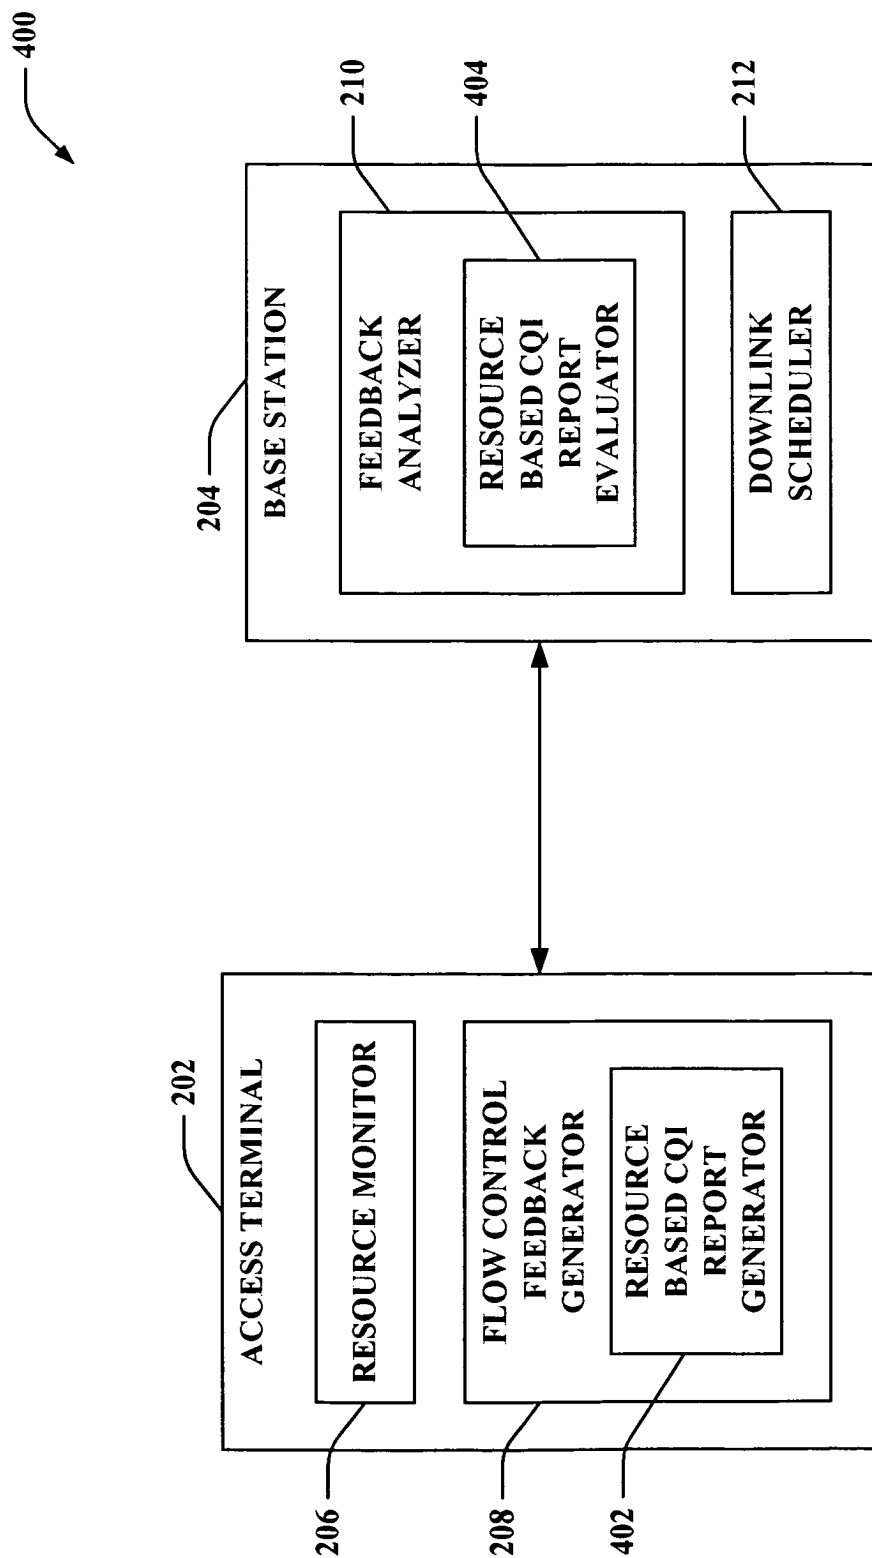 400
202
ACCESS TERMINAL
206
RESOURCE MONITOR
208
FLOW CONTROL
FEEDBACK
GENERATOR
402
RESOURCE
BASED CQI
REPORT
GENERATOR
204
BASE STATION
210
FEEDBACK
ANALYZER
404
RESOURCE
BASED CQI
REPORT
EVALUATOR
212
DOWNLINK
SCHEDULER